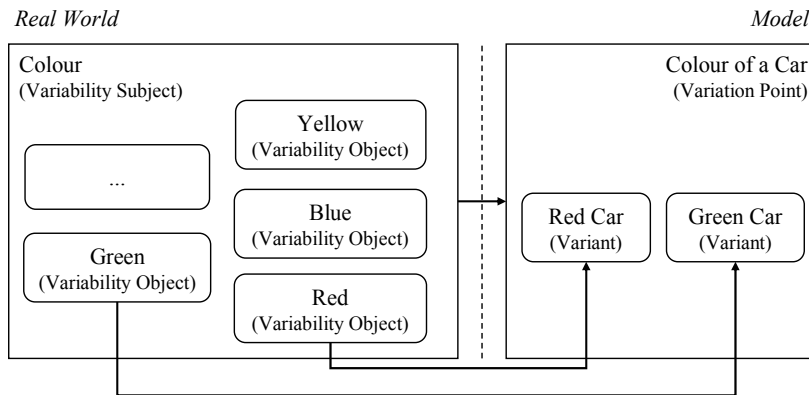 Real World
Model
Colour
(Variability Subject)
Colour of a Car
(Variation Point)
Yellow
(Variability Object)
...
Blue
(Variability Object)
Red Car
(Variant)
Green Car
(Variant)
Green
(Variability Object)
Red
(Variability Object)